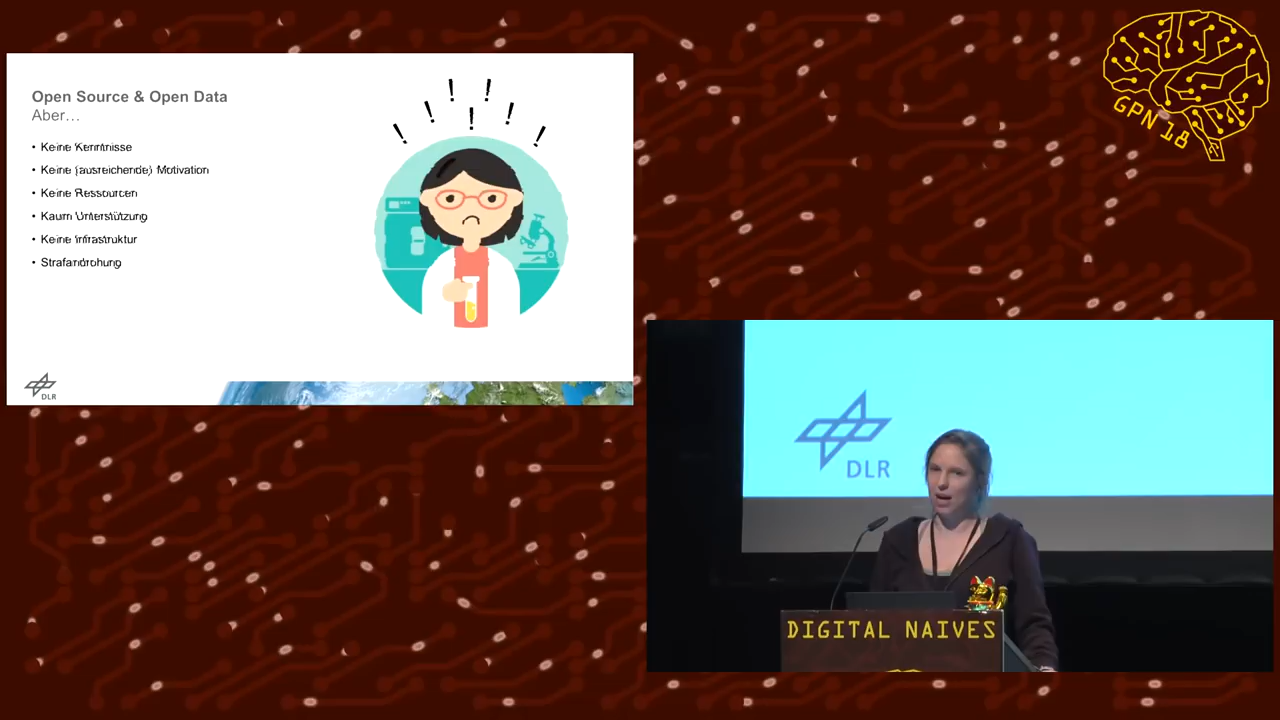 Open Source & Open Data
Aber…
• Keine Kenntnisse
• Keine (ausreichende) Motivation
• Keine Ressourcen
• Kaum Unterstützung
• Keine Infrastruktur
• Strafandrohung
! ! ! ! ! ! !
DLR
GPN 18
DLR
DIGITAL NAIVES